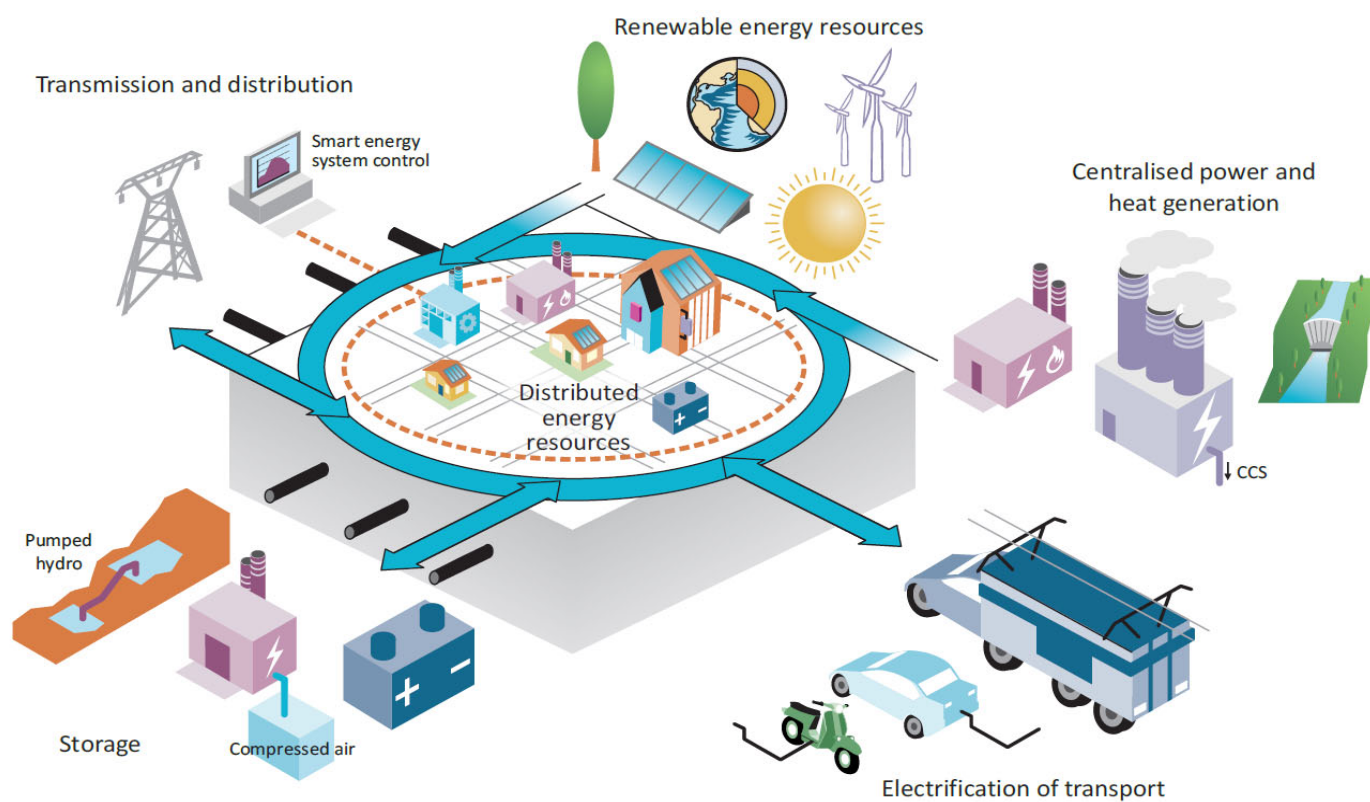 Renewable energy resources
Transmission and distribution
Smart energy
system control
Centralised power and
heat generation
Distributed
energy
resources
+ -
CCS
Pumped
hydro
+ -
Storage
Compressed air
Electrification of transport